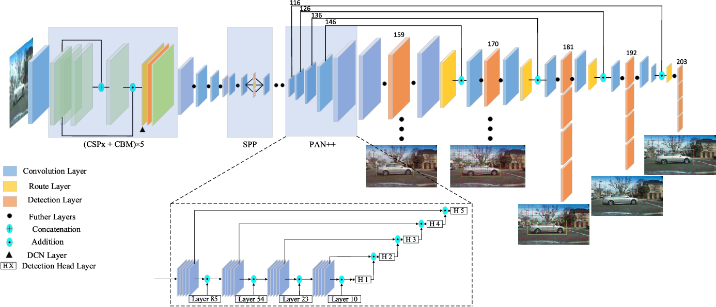 116
126
136
146
159
170
181
192
203
(CSPx + CBM)×5
SPP
PAN++
Convolution Layer
Route Layer
Detection Layer
Futher Layers
Concatenation
Addition
DCN Layer
H X Detection Head Layer
H 5
H 4
H 3
H 2
H 1
Layer 85
Layer 54
Layer 23
Layer 10